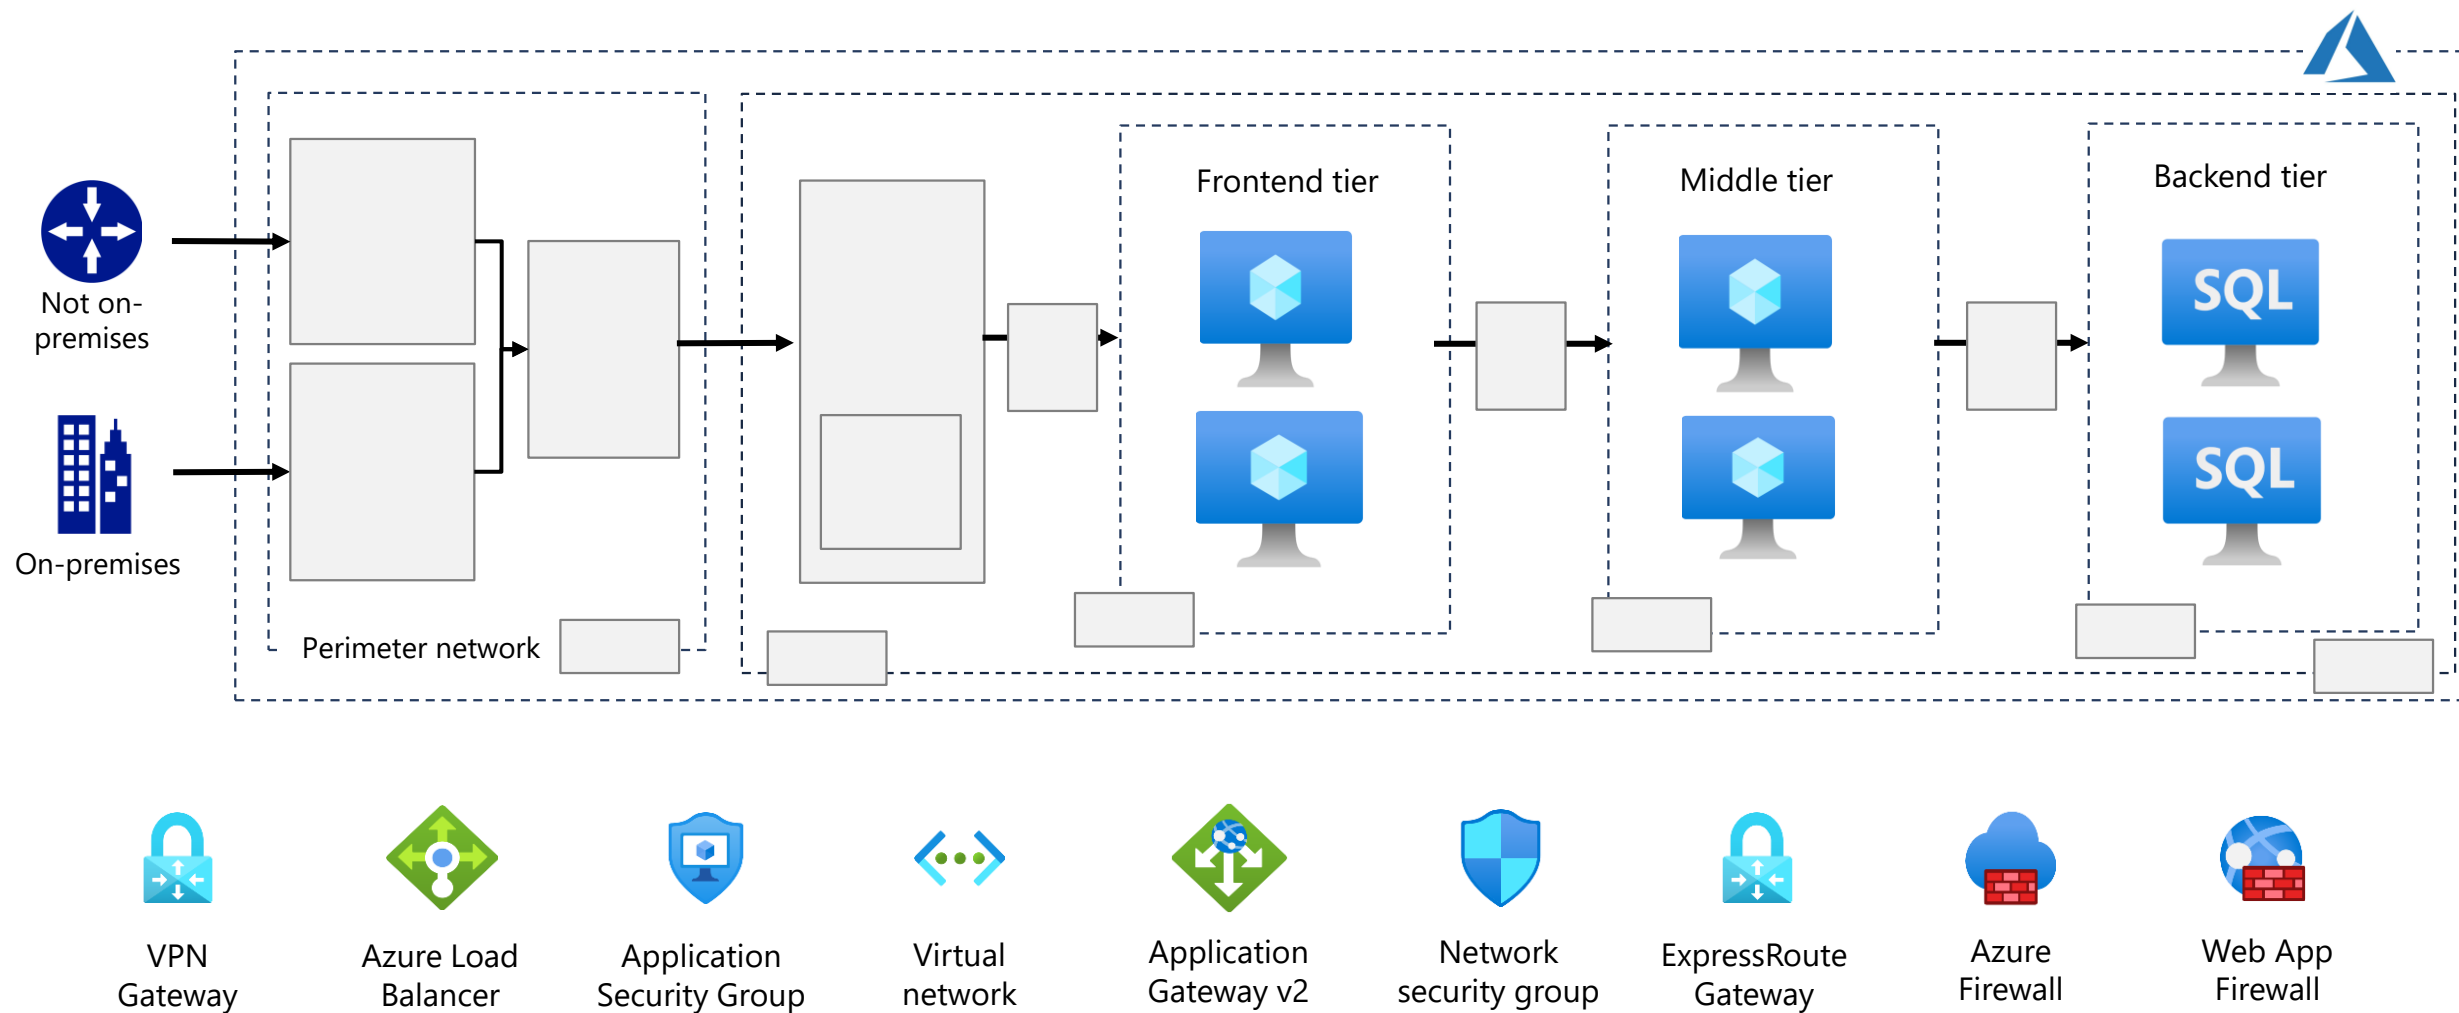 Frontend tier
Middle tier
Backend tier
SQL
SQL
Not on-
premises
On-premises
Perimeter network
VPN
Gateway
Azure Load
Balancer
Application
Security Group
Virtual
network
Application
Gateway v2
Network
security group
ExpressRoute
Gateway
Azure
Firewall
Web App
Firewall